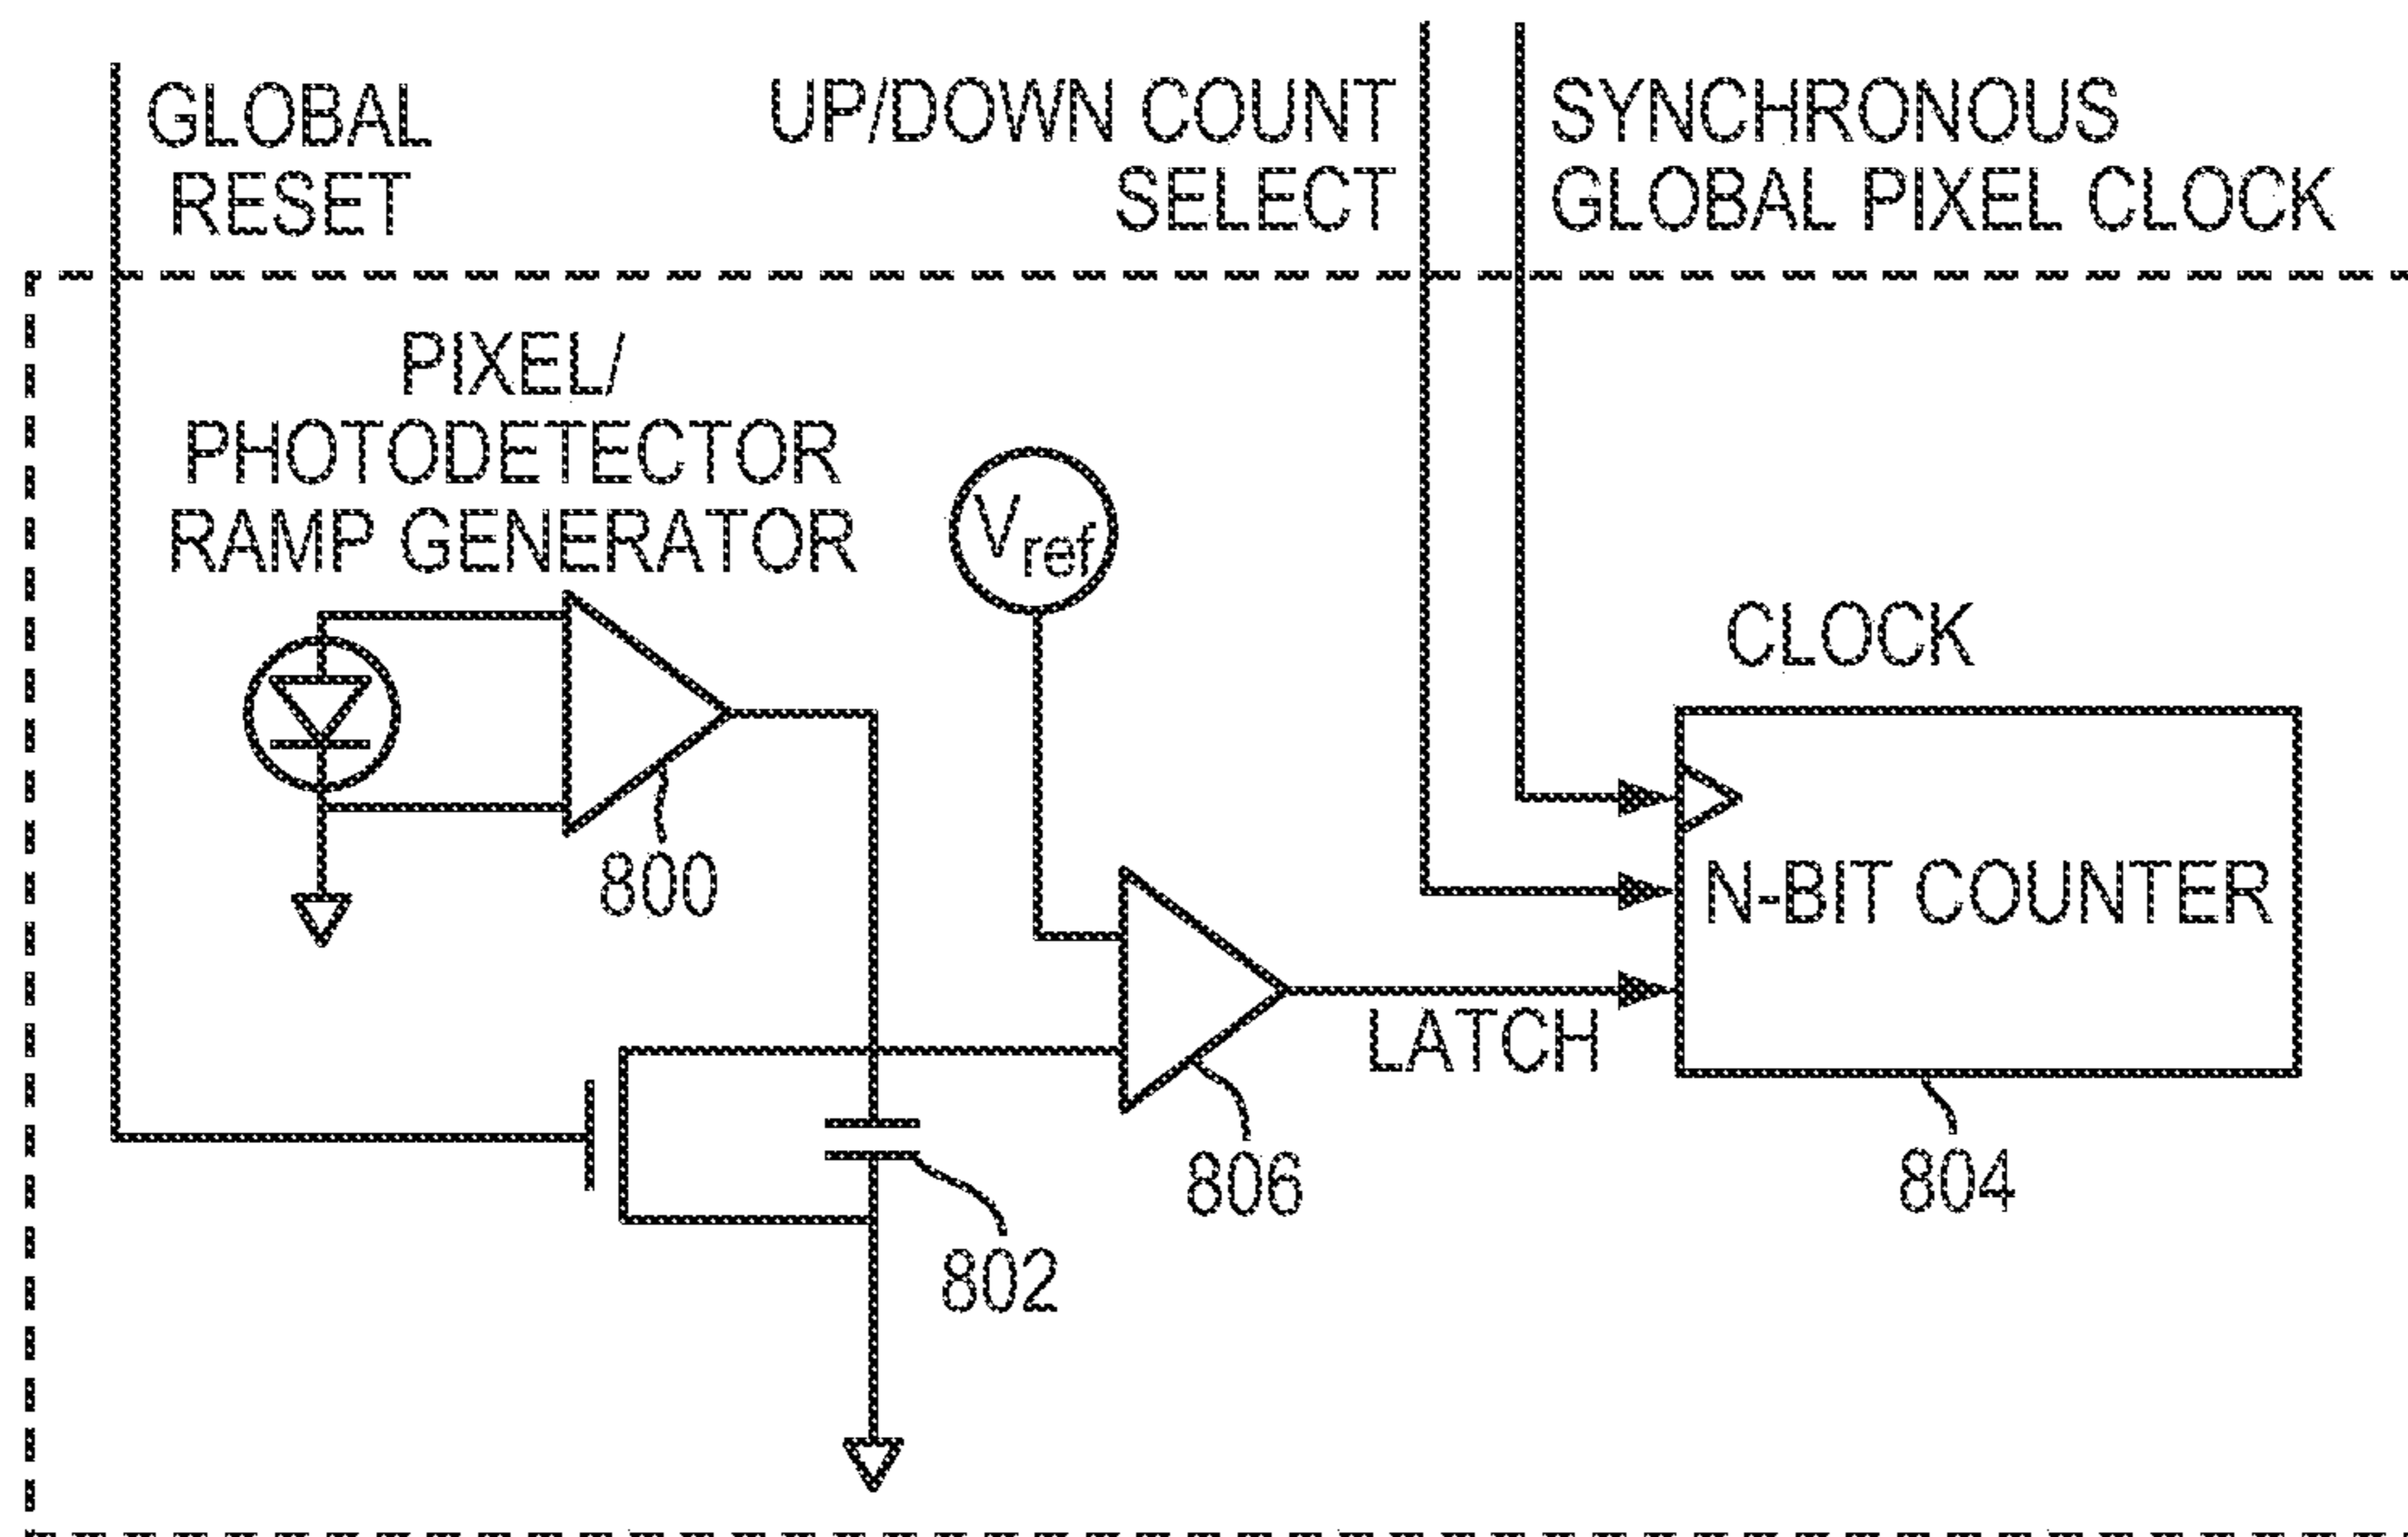 GLOBAL
RESET
UP/DOWN COUNT
SELECT
SYNCHRONOUS
GLOBAL PIXEL CLOCK
PIXEL/
PHOTODETECTOR
RAMP GENERATOR
Vref
CLOCK
800
N-BIT COUNTER
LATCH
806
804
802